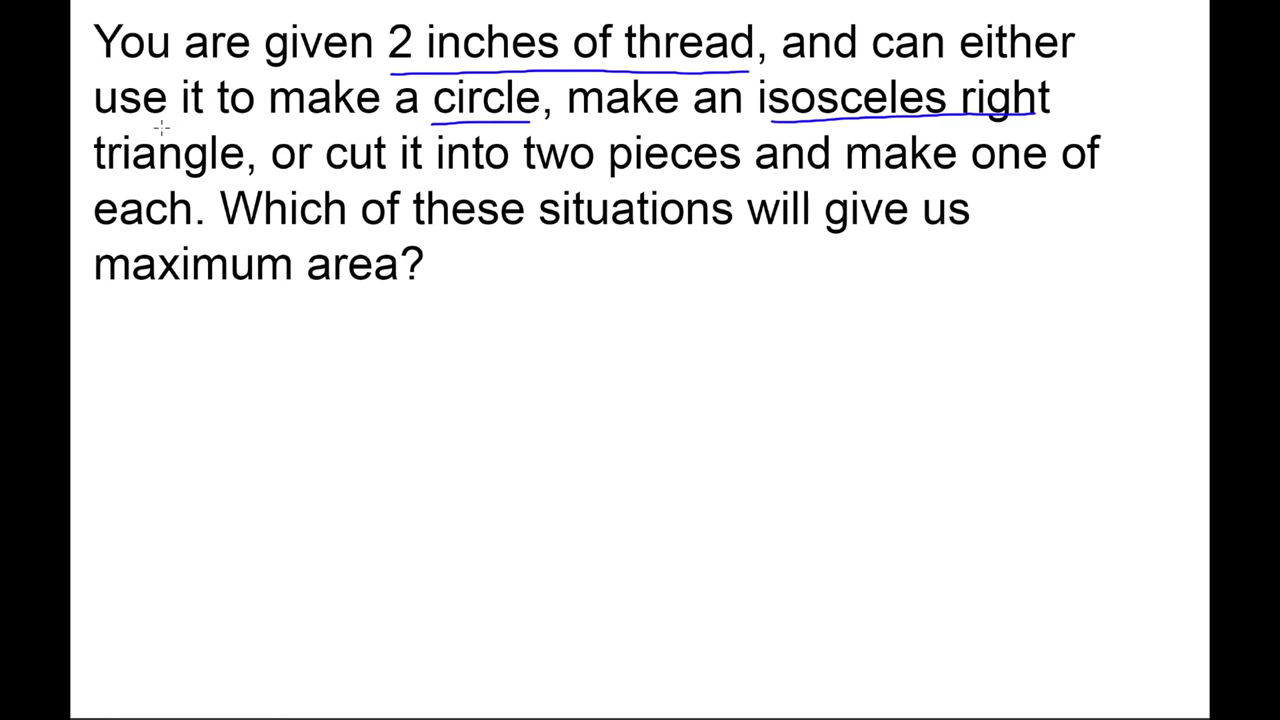 You are given 2 inches of thread, and can either
use it to make a circle, make an isosceles right
triangle, or cut it into two pieces and make one of
each. Which of these situations will give us
maximum area?